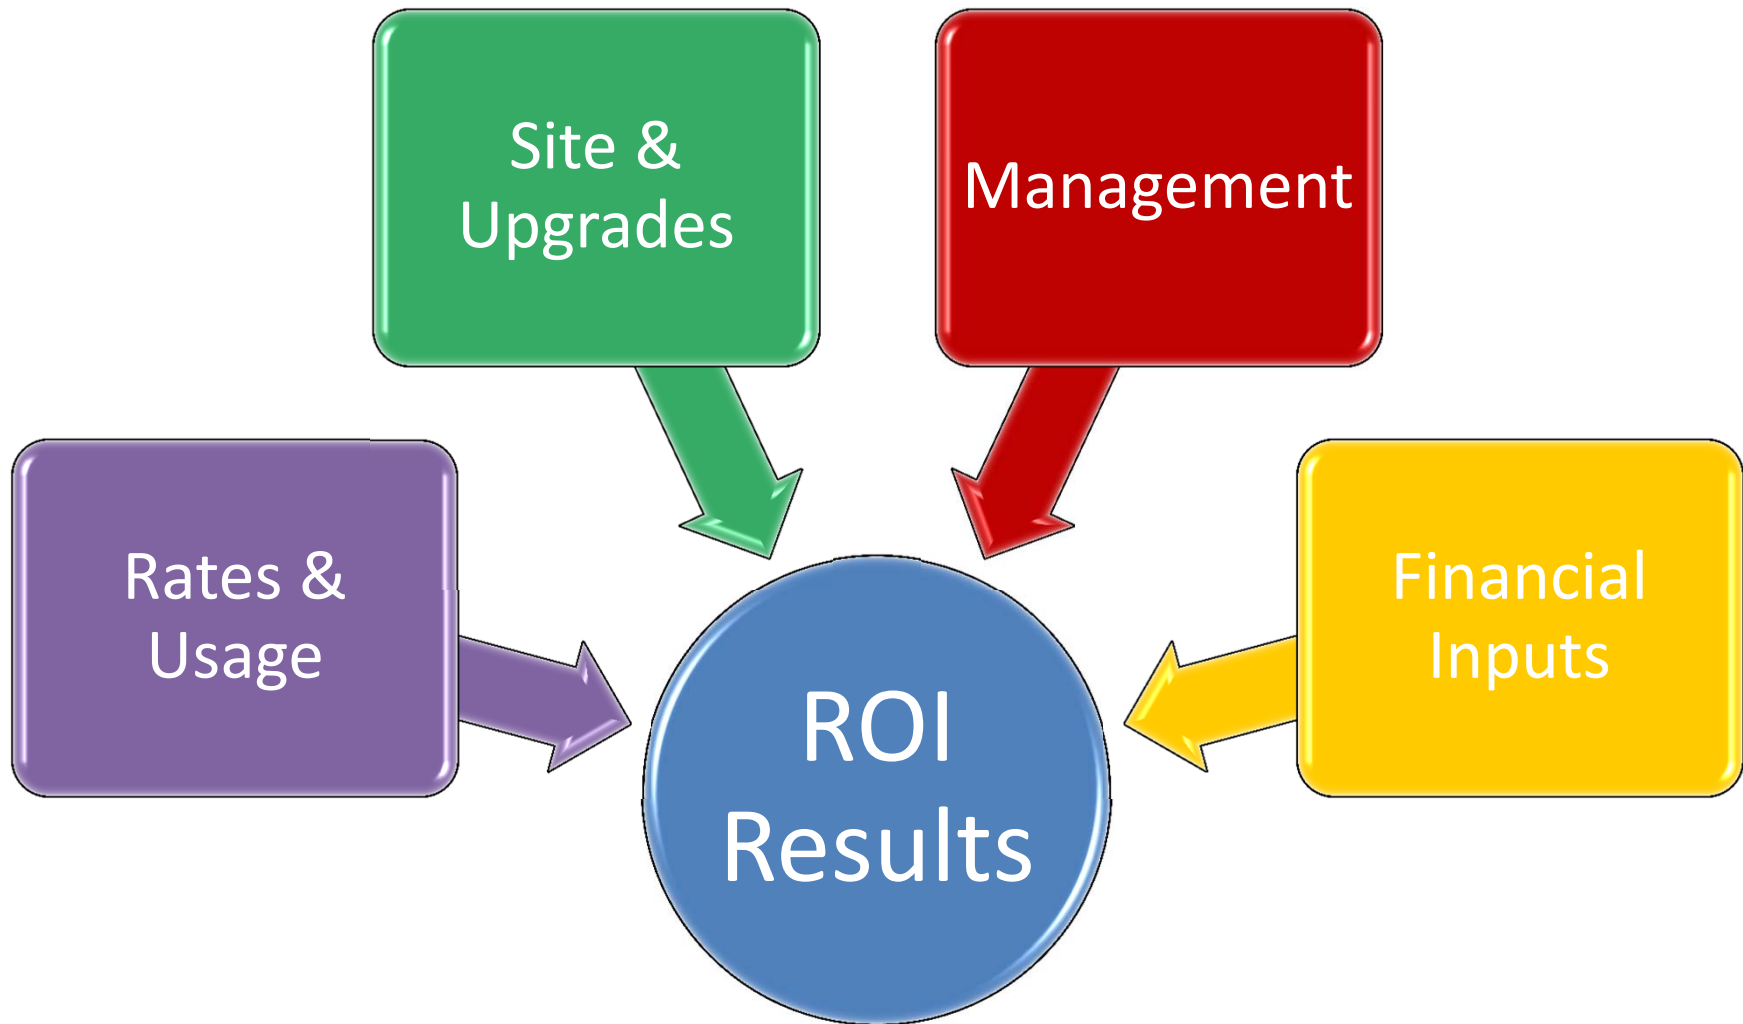 Site &
Upgrades
Management
Rates &
Usage
Financial
Inputs
ROI
Results